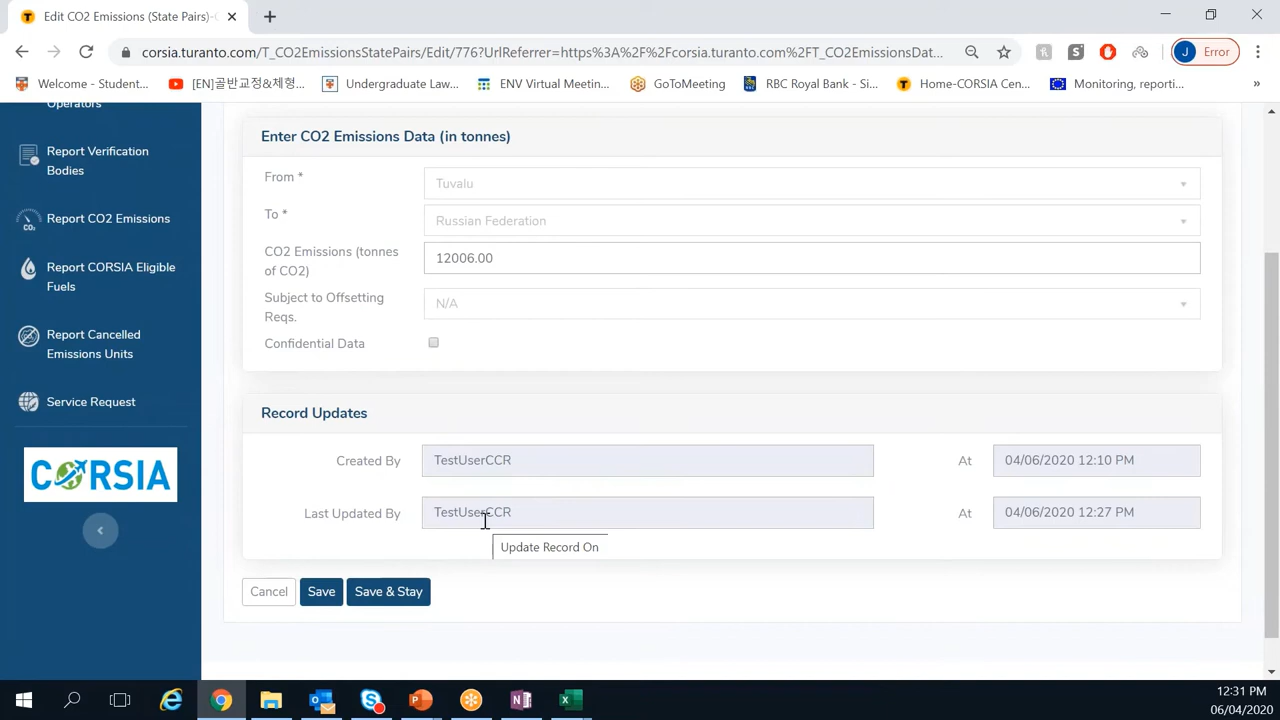 Edit CO2 Emissions (State Pairs)-C
corsia.turanto.com/T_CO2EmissionsStatePairs/Edit/776?UrlReferrer=https%3A%2F%2Fcorsia.turanto.com%2FT_CO2EmissionsDat...
J Error
Welcome - Student...
[EN]골반교정&체형...
Undergraduate Law...
ENV Virtual Meetin...
GoToMeeting
RBC Royal Bank - Si...
Home-CORSIA Cen...
Monitoring, reporti...
»
Operators
Report Verification
Bodies
Report CO2 Emissions
Report CORSIA Eligible
Fuels
Report Cancelled
Emissions Units
Service Request
CORSIA
Enter CO2 Emissions Data (in tonnes)
From * Tuvalu
To * Russian Federation
CO2 Emissions (tonnes
of CO2)
12006.00
Subject to Offsetting
Reqs.
N/A
Confidential Data
Record Updates
Created By TestUserCCR At 04/06/2020 12:10 PM
Last Updated By TestUserCCR At 04/06/2020 12:27 PM
Update Record On
Cancel Save Save & Stay
12:31 PM
06/04/2020